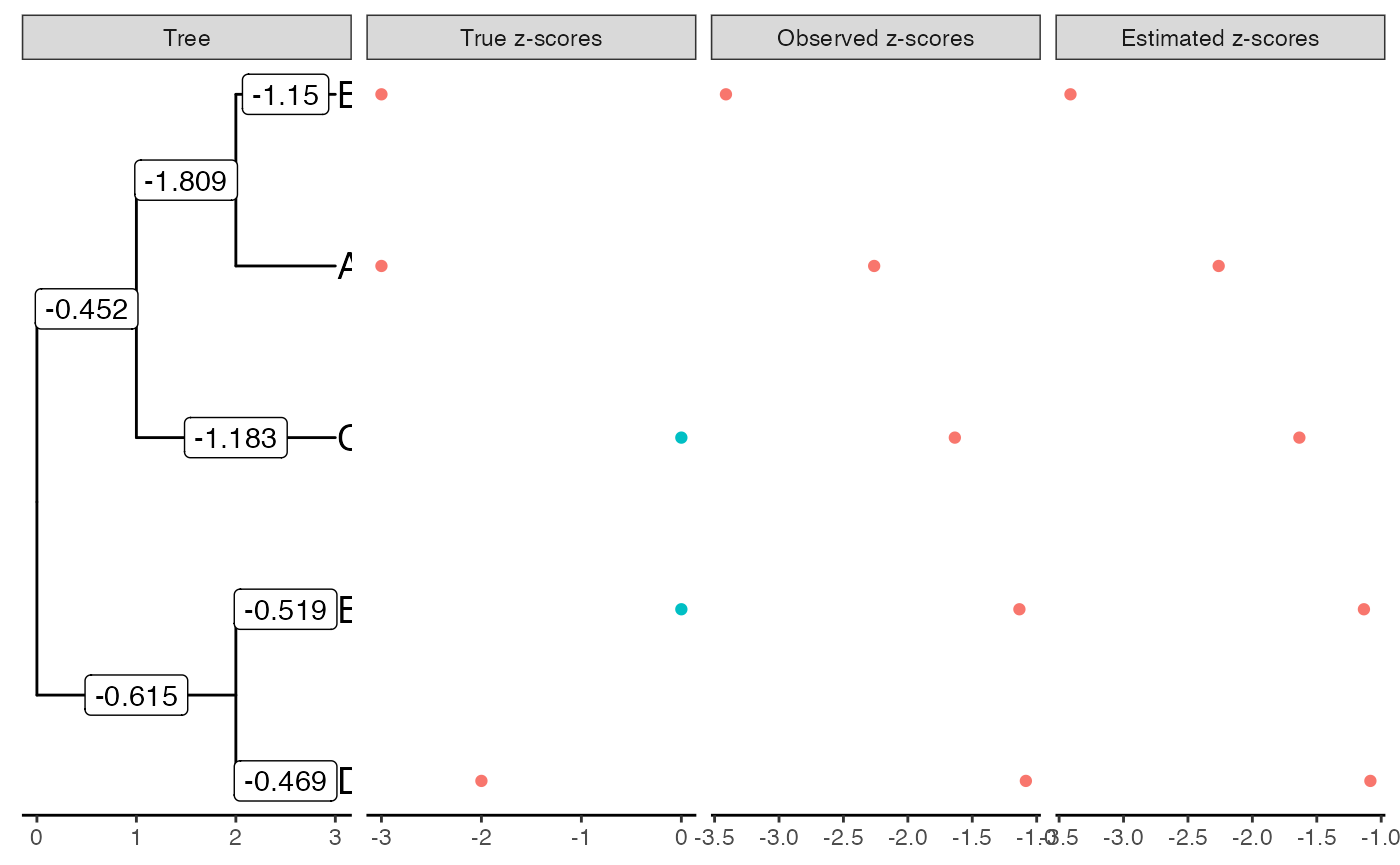 Tree
True z-scores
Observed z-scores
Estimated z-scores
-1.15
-1.809
A
-0.452
-1.183
-0.519
-0.615
-0.469
0 1 2 3
-3 -2 -1 0
-3.5 -3.0 -2.5 -2.0 -1.5 -1.0
-3.5 -3.0 -2.5 -2.0 -1.5 -1.0